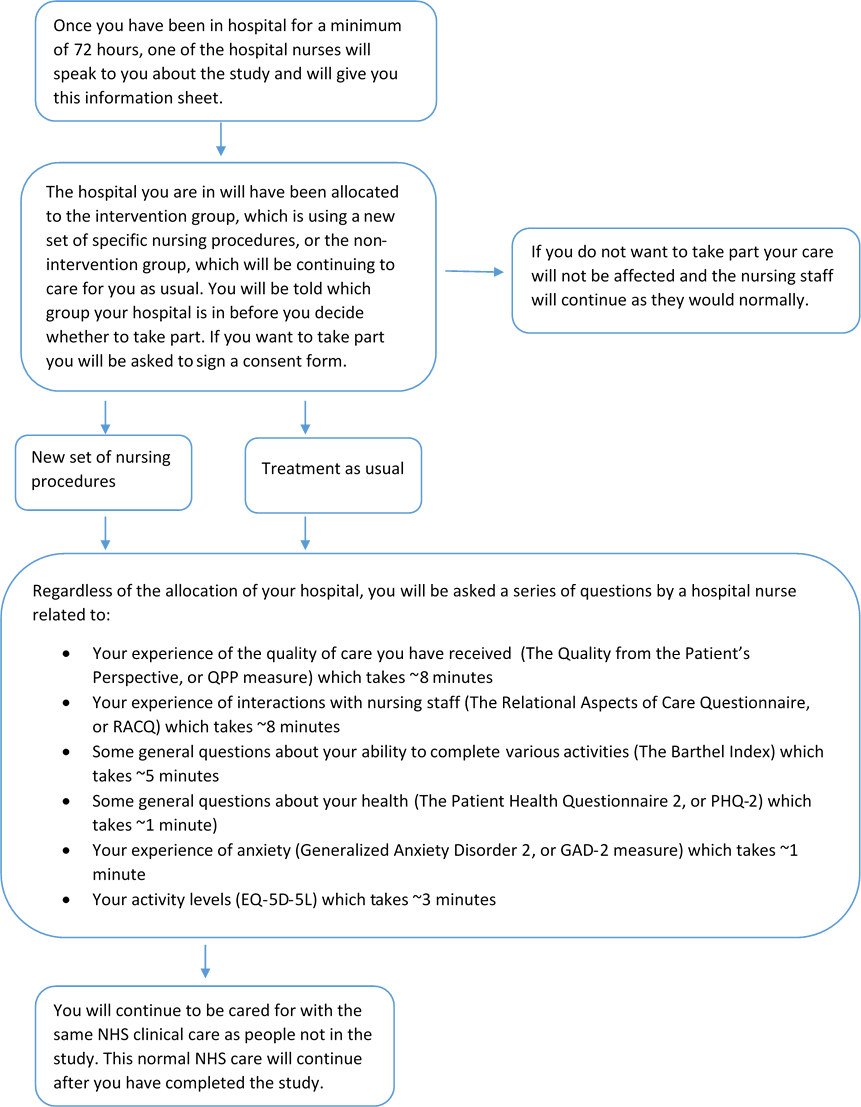 Once you have been in hospital for a minimum
of 72 hours, one of the hospital nurses will
speak to you about the study and will give you
this information sheet.
The hospital you are in will have been allocated
to the intervention group, which is using a new
set of specific nursing procedures, or the non-
intervention group, which will be continuing to
care for you as usual. You will be told which
group your hospital is in before you decide
whether to take part. If you want to take part
you will be asked to sign a consent form.
If you do not want to take part your care
will not be affected and the nursing staff
will continue as they would normally.
New set of nursing
procedures
Treatment as usual
Regardless of the allocation of your hospital, you will be asked a series of questions by a hospital nurse
related to:
• Your experience of the quality of care you have received (The Quality from the Patient's
Perspective, or QPP measure) which takes ~8 minutes
• Your experience of interactions with nursing staff (The Relational Aspects of Care Questionnaire,
or RACQ) which takes ~8 minutes
• Some general questions about your ability to complete various activities (The Barthel Index) which
takes ~5 minutes
• Some general questions about your health (The Patient Health Questionnaire 2, or PHQ-2) which
takes ~1 minute)
• Your experience of anxiety (Generalized Anxiety Disorder 2, or GAD-2 measure) which takes ~1
minute
• Your activity levels (EQ-5D-5L) which takes ~3 minutes
You will continue to be cared for with the
same NHS clinical care as people not in the
study. This normal NHS care will continue
after you have completed the study.